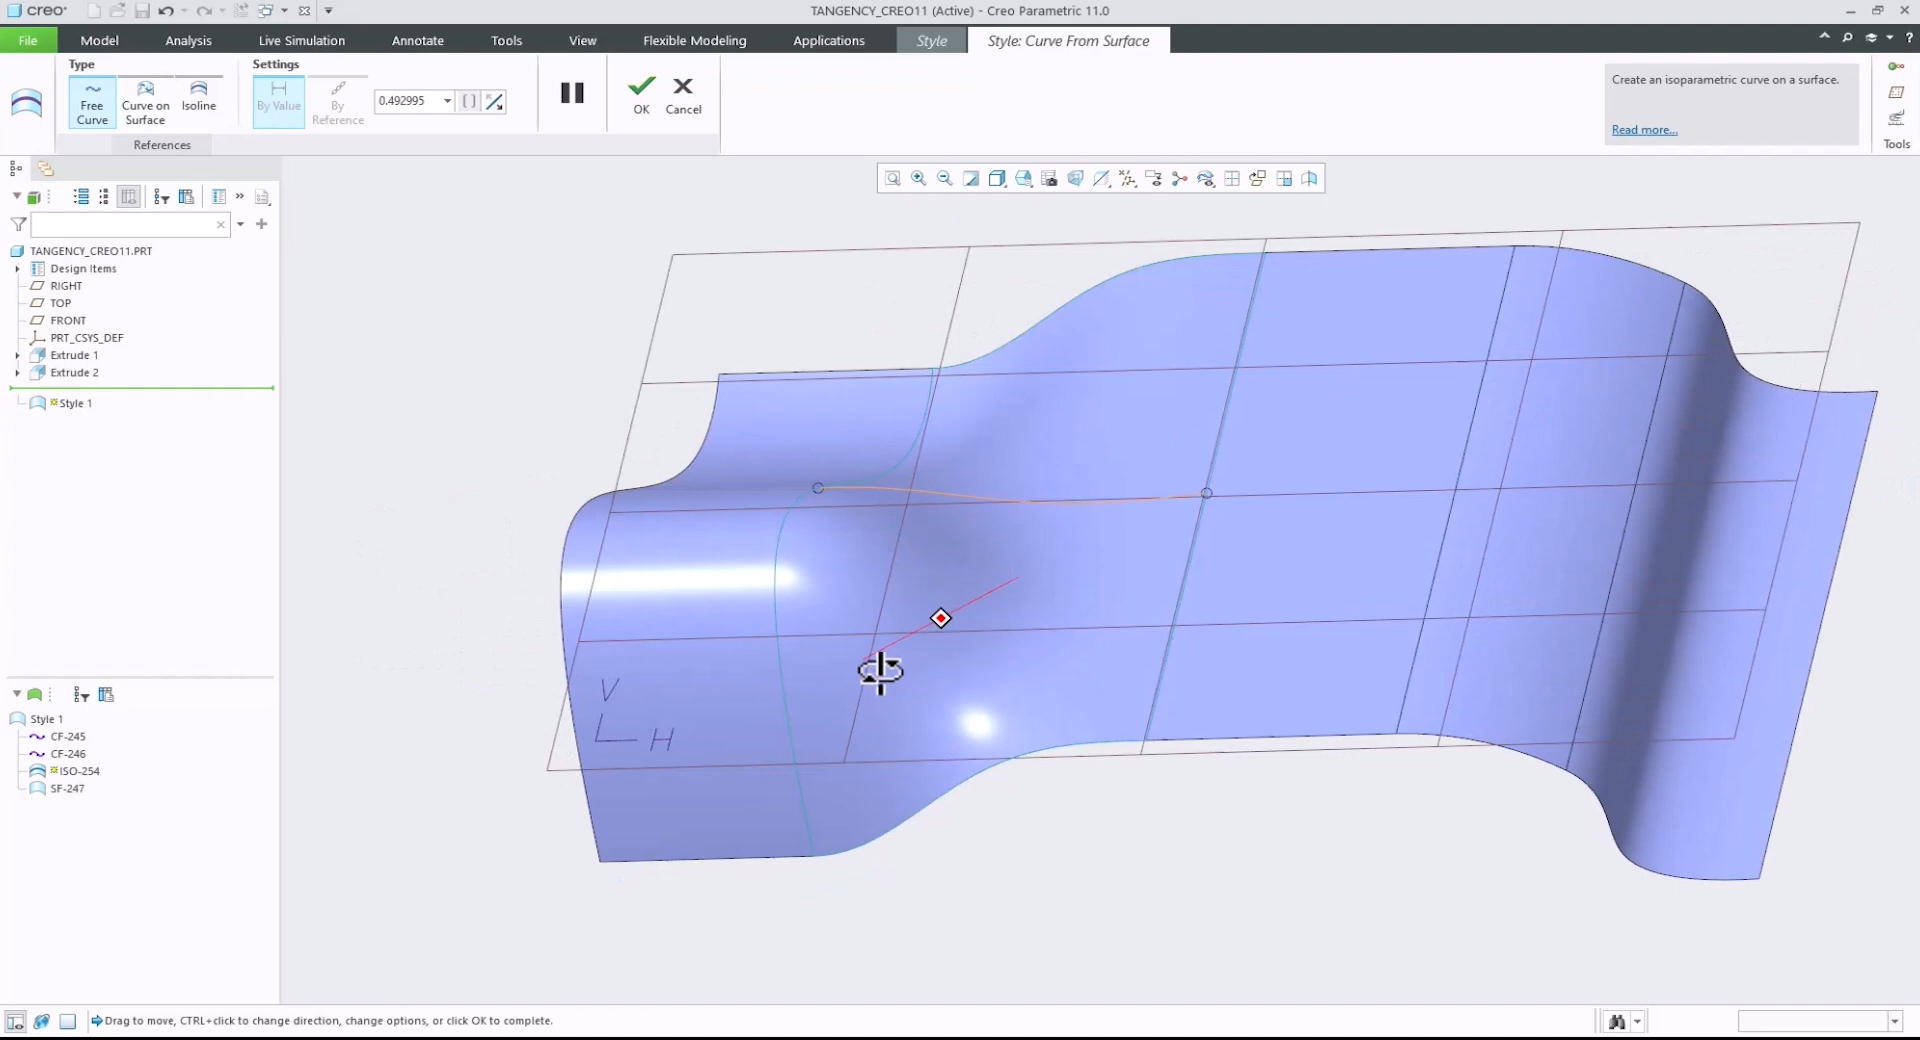 creo
TANGENCY_CREO11 (Active) - Creo Parametric 11.0
File
Model
Analysis
Live Simulation
Annotate
Tools
View
Flexible Modeling
Applications
Style
Style: Curve From Surface
Type
Settings
Free Curve
Curve on Surface
Isoline
By Value
By Reference
0.492995
OK
Cancel
References
Create an isoparametric curve on a surface.
Read more...
Tools
TANGENCY_CREO11.PRT
Design Items
RIGHT
TOP
FRONT
PRT_CSYS_DEF
Extrude 1
Extrude 2
Style 1
Style 1
CF-245
CF-246
ISO-254
SF-247
V
H
Drag to move, CTRL+click to change direction, change options, or click OK to complete.